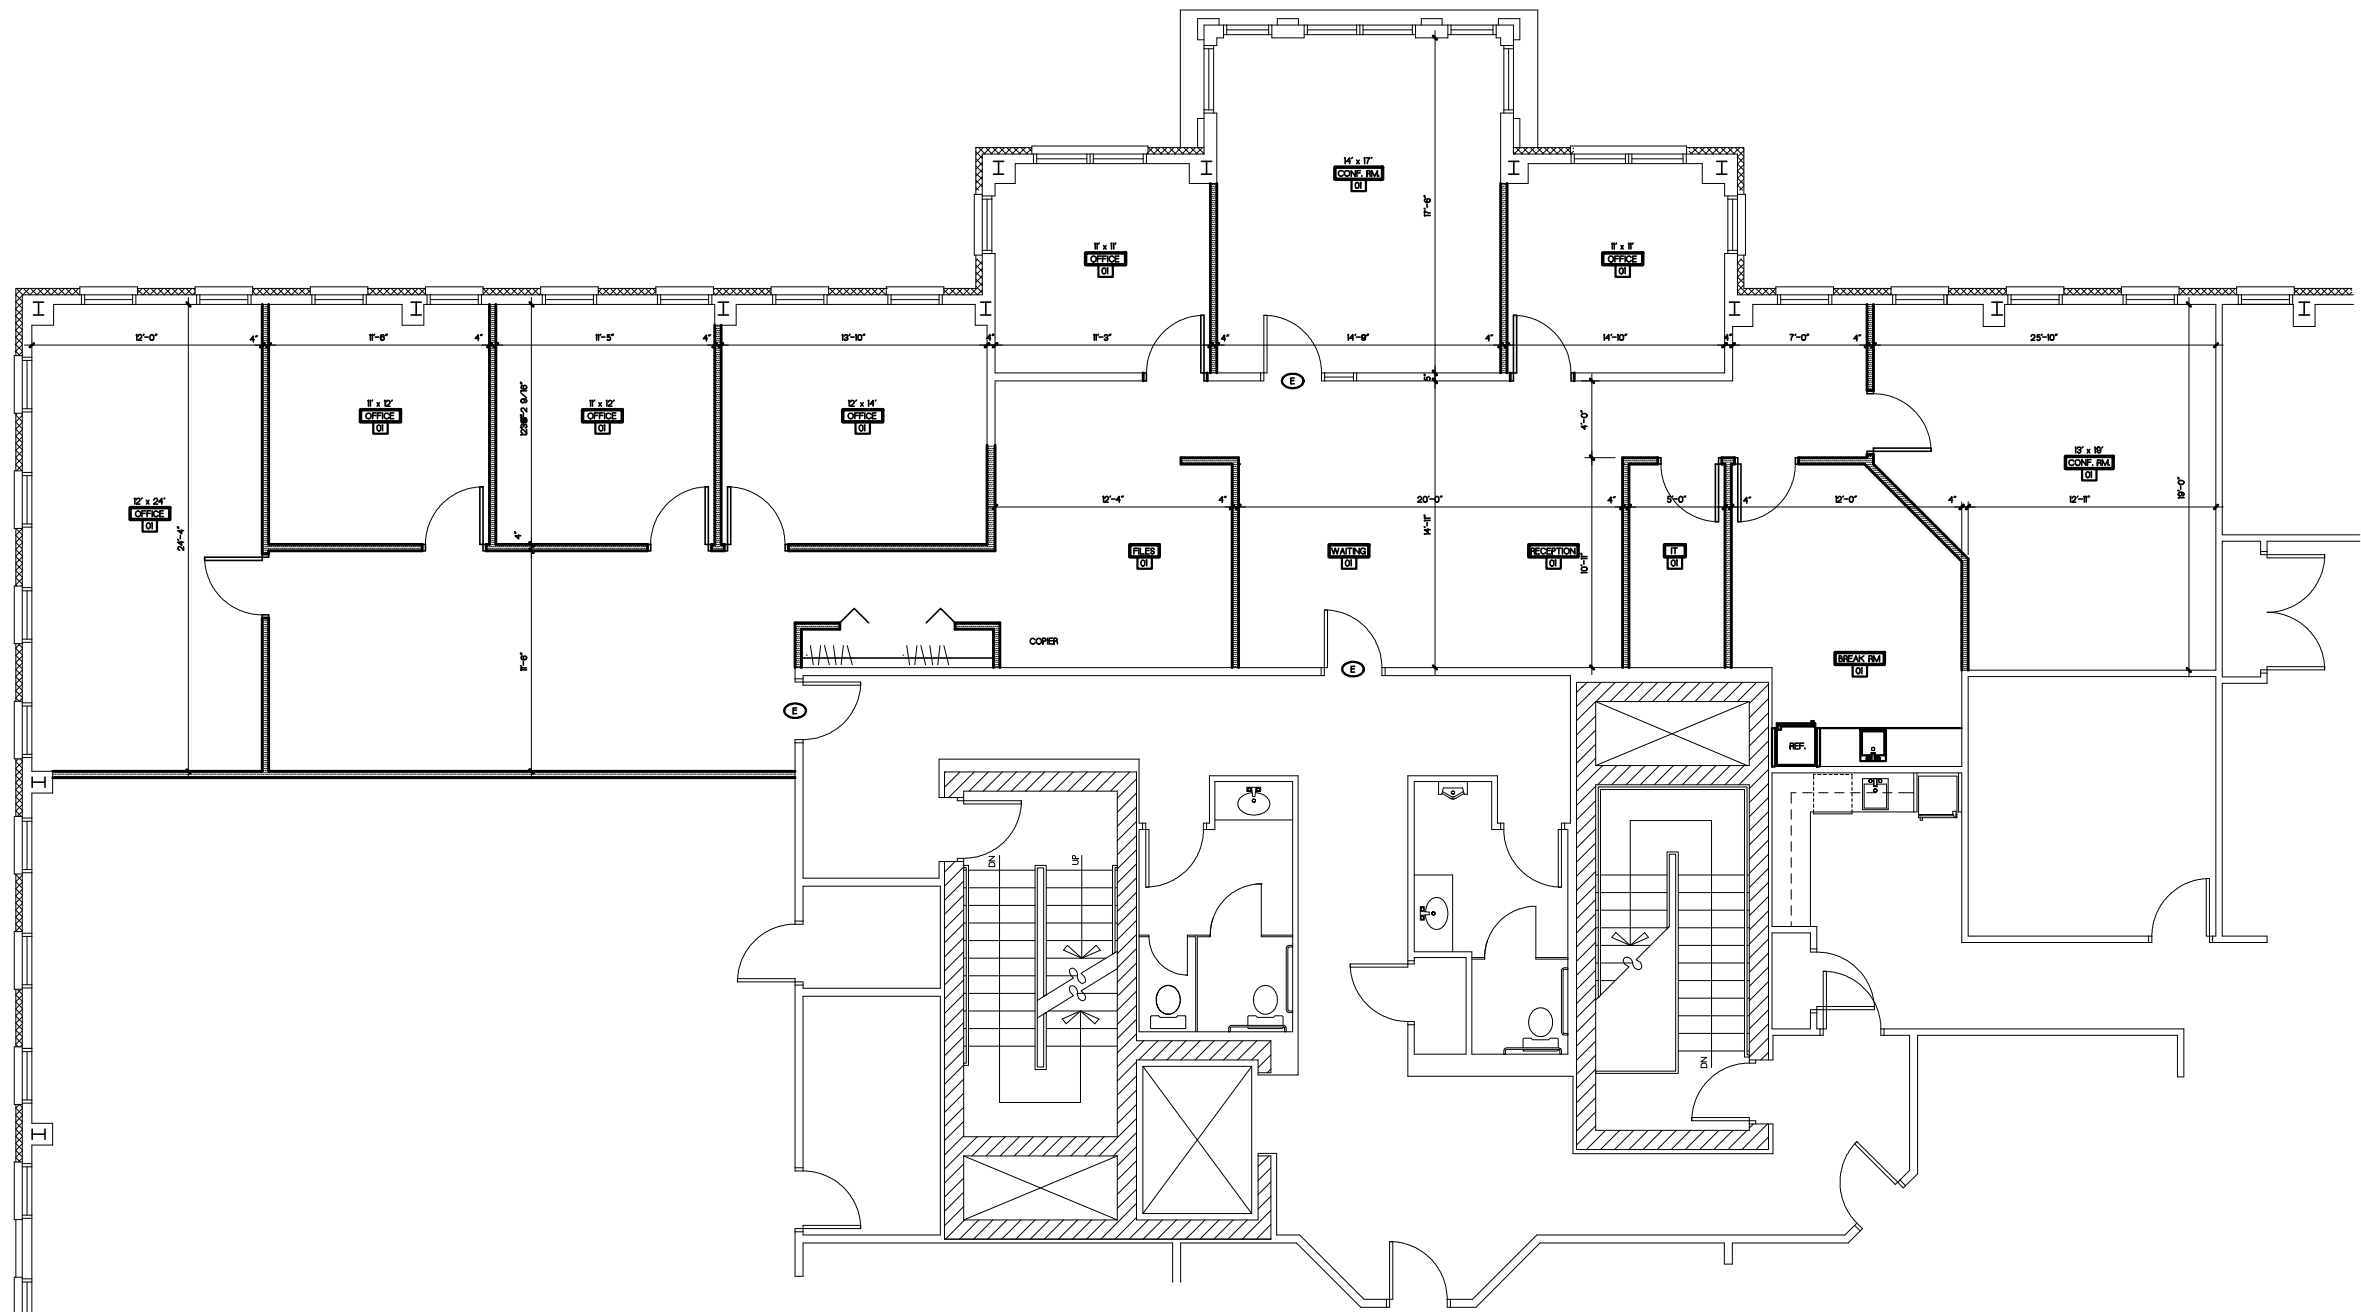 14' x 17'
CONF. RM.
01
17'-6"
11' x 11'
OFFICE
01
11' x 11'
OFFICE
01
12'-0"
4"
11'-6"
4"
11'-5"
4"
13'-10"
4"
11'-3"
4"
14'-9"
4"
14'-10"
4"
7'-0"
4"
25'-10"
5"
E
11' x 12'
OFFICE
01
11' x 12'
OFFICE
01
12' x 14'
OFFICE
01
4'-0"
13' x 19'
CONF. RM.
01
12' x 24'
OFFICE
01
24'-4"
4"
12'-4"
4"
20'-0"
4"
5'-0"
4"
12'-0"
4"
12'-11"
19'-0"
14'-11"
10'-11"
FILES
01
WAITING
01
RECEPTION
01
IT
01
COPIER
11'-6"
BREAK RM
01
E
E
REF.
DN
UP
DN